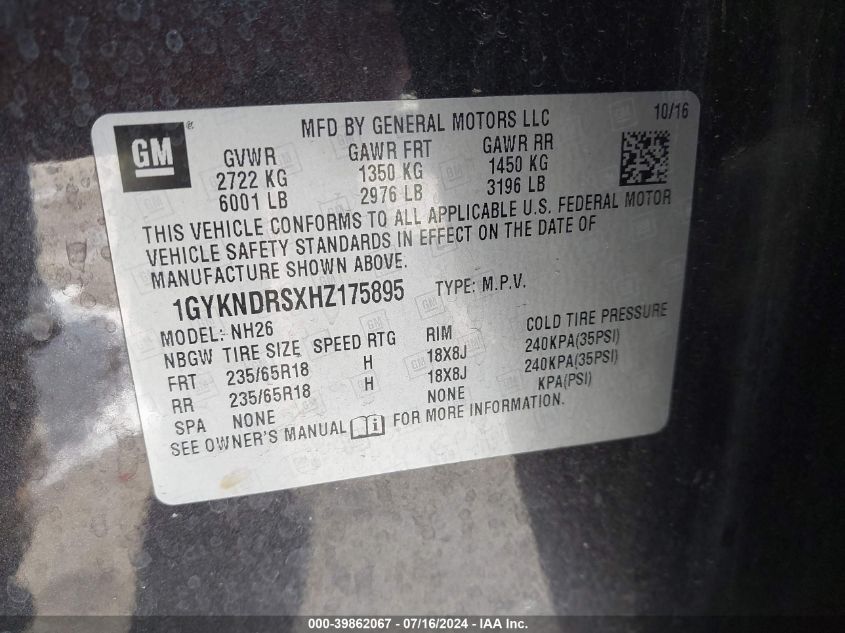 GM®
MFD BY GENERAL MOTORS LLC
10/16
GVWR GAWR FRT GAWR RR
2722 KG 1350 KG 1450 KG
6001 LB 2976 LB 3196 LB
THIS VEHICLE CONFORMS TO ALL APPLICABLE U.S. FEDERAL MOTOR
VEHICLE SAFETY STANDARDS IN EFFECT ON THE DATE OF
MANUFACTURE SHOWN ABOVE.
1GYKNDRSXHZ175895 TYPE: M.P.V.
MODEL: NH26
NBGW TIRE SIZE SPEED RTG RIM COLD TIRE PRESSURE
FRT 235/65R18 H 18X8J 240KPA(35PSI)
RR 235/65R18 H 18X8J 240KPA(35PSI)
SPA NONE NONE KPA(PSI)
SEE OWNER'S MANUAL FOR MORE INFORMATION.
000-39862067 - 07/16/2024 - IAA Inc.